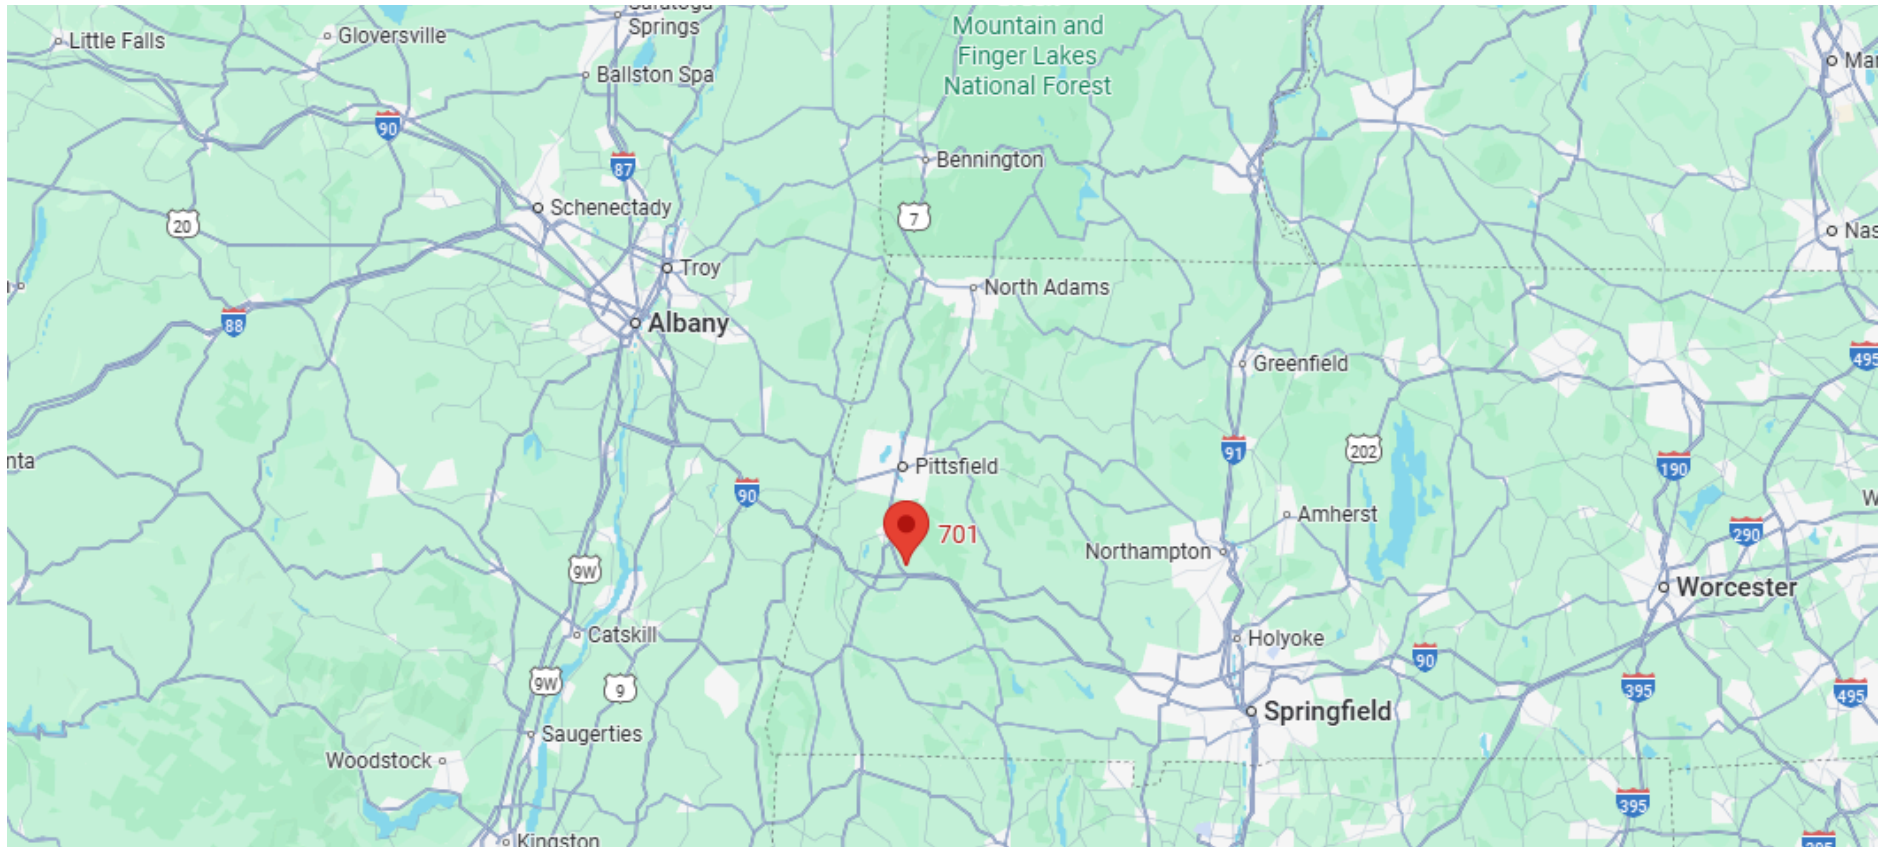 Saratoga
Springs
Mountain and
Finger Lakes
National Forest
Little Falls
Gloversville
Ballston Spa
90
87
Bennington
Schenectady
20
7
Troy
North Adams
88
Albany
Greenfield
495
91
202
Pittsfield
190
90
701
Amherst
Northampton
290
9W
Worcester
Catskill
Holyoke
90
9W
9
395
495
Springfield
Saugerties
Woodstock
395
Kingston